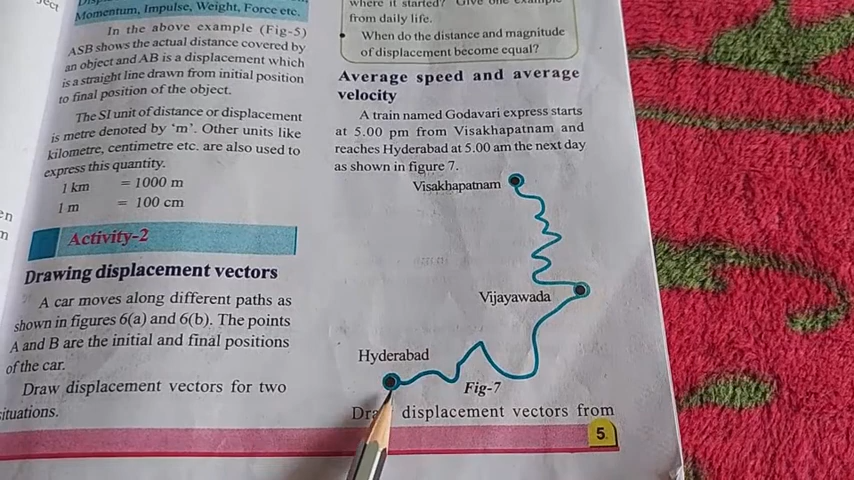 Momentum, Impulse, Weight, Force etc.
In the above example (Fig-5)
ASB shows the actual distance covered by
an object and AB is a displacement which
is a straight line drawn from initial position
to final position of the object.
The SI unit of distance or displacement
is metre denoted by 'm'. Other units like
kilometre, centimetre etc. are also used to
express this quantity.
1 km = 1000 m
1 m = 100 cm
Activity-2
Drawing displacement vectors
A car moves along different paths as
shown in figures 6(a) and 6(b). The points
A and B are the initial and final positions
of the car.
Draw displacement vectors for two
situations.
where it started? Give one example
from daily life.
• When do the distance and magnitude
of displacement become equal?
Average speed and average
velocity
A train named Godavari express starts
at 5.00 pm from Visakhapatnam and
reaches Hyderabad at 5.00 am the next day
as shown in figure 7.
Visakhapatnam
Vijayawada
Hyderabad
Fig-7
displacement vectors from
5